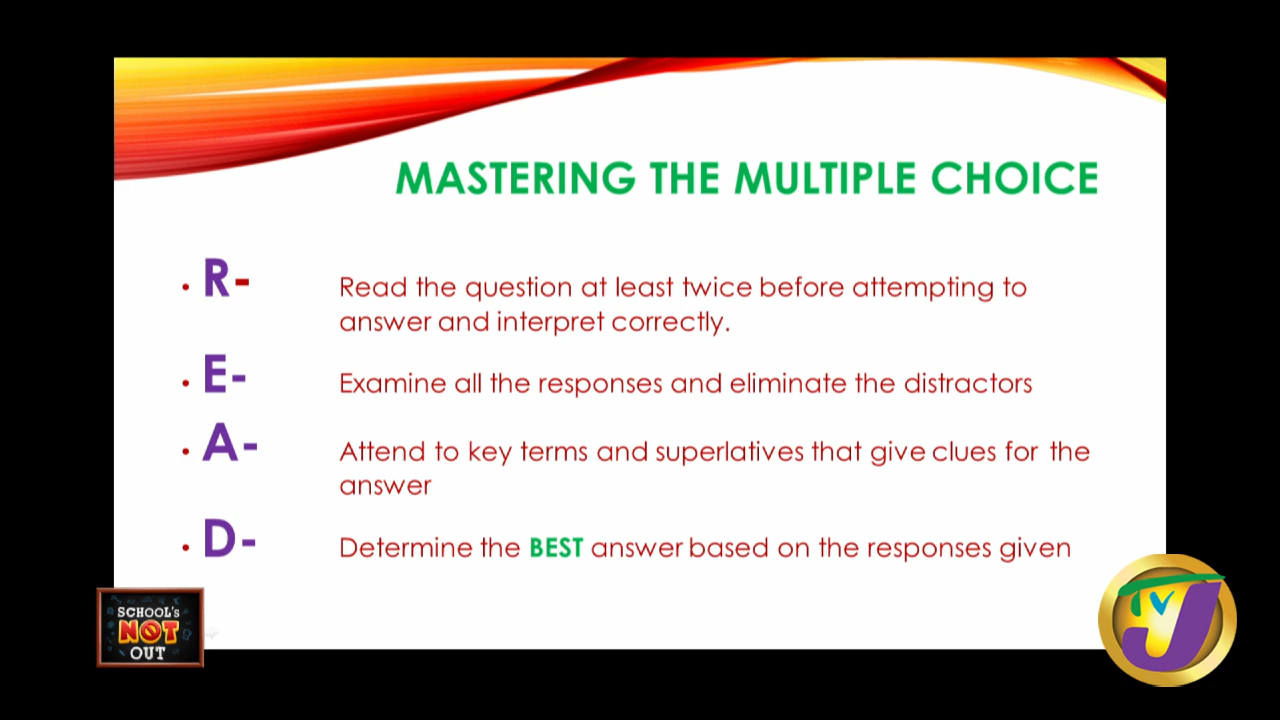 MASTERING THE MULTIPLE CHOICE
• R- Read the question at least twice before attempting to
answer and interpret correctly.
• E- Examine all the responses and eliminate the distractors
• A- Attend to key terms and superlatives that give clues for the
answer
• D- Determine the BEST answer based on the responses given
SCHOOL'S
NOT
OUT
TVJ